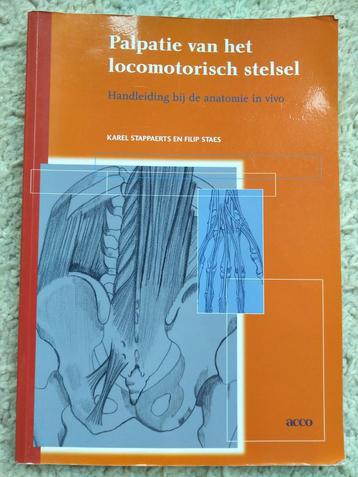 Palpatie van het
locomotorisch stelsel
Handleiding bij de anatomie in vivo
KAREL STAPPAERTS EN FILIP STAES
acco